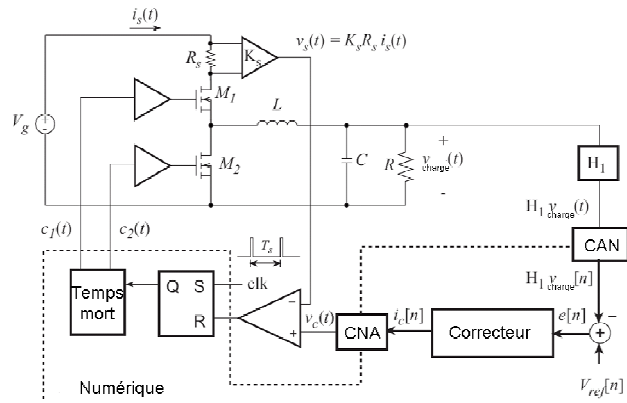 i_s(t)
v_s(t) = K_s R_s i_s(t)
R_s
K_s
M_1
L
V_g
M_2
C
R
+
v_charge(t)
-
H_1
H_1 v_charge(t)
c_1(t)
c_2(t)
T_s
CAN
H_1 v_charge[n]
Temps
mort
Q
S
clk
R
−
+
v_c(t)
CNA
i_c[n]
Correcteur
e[n]
−
+
V_ref[n]
Numérique